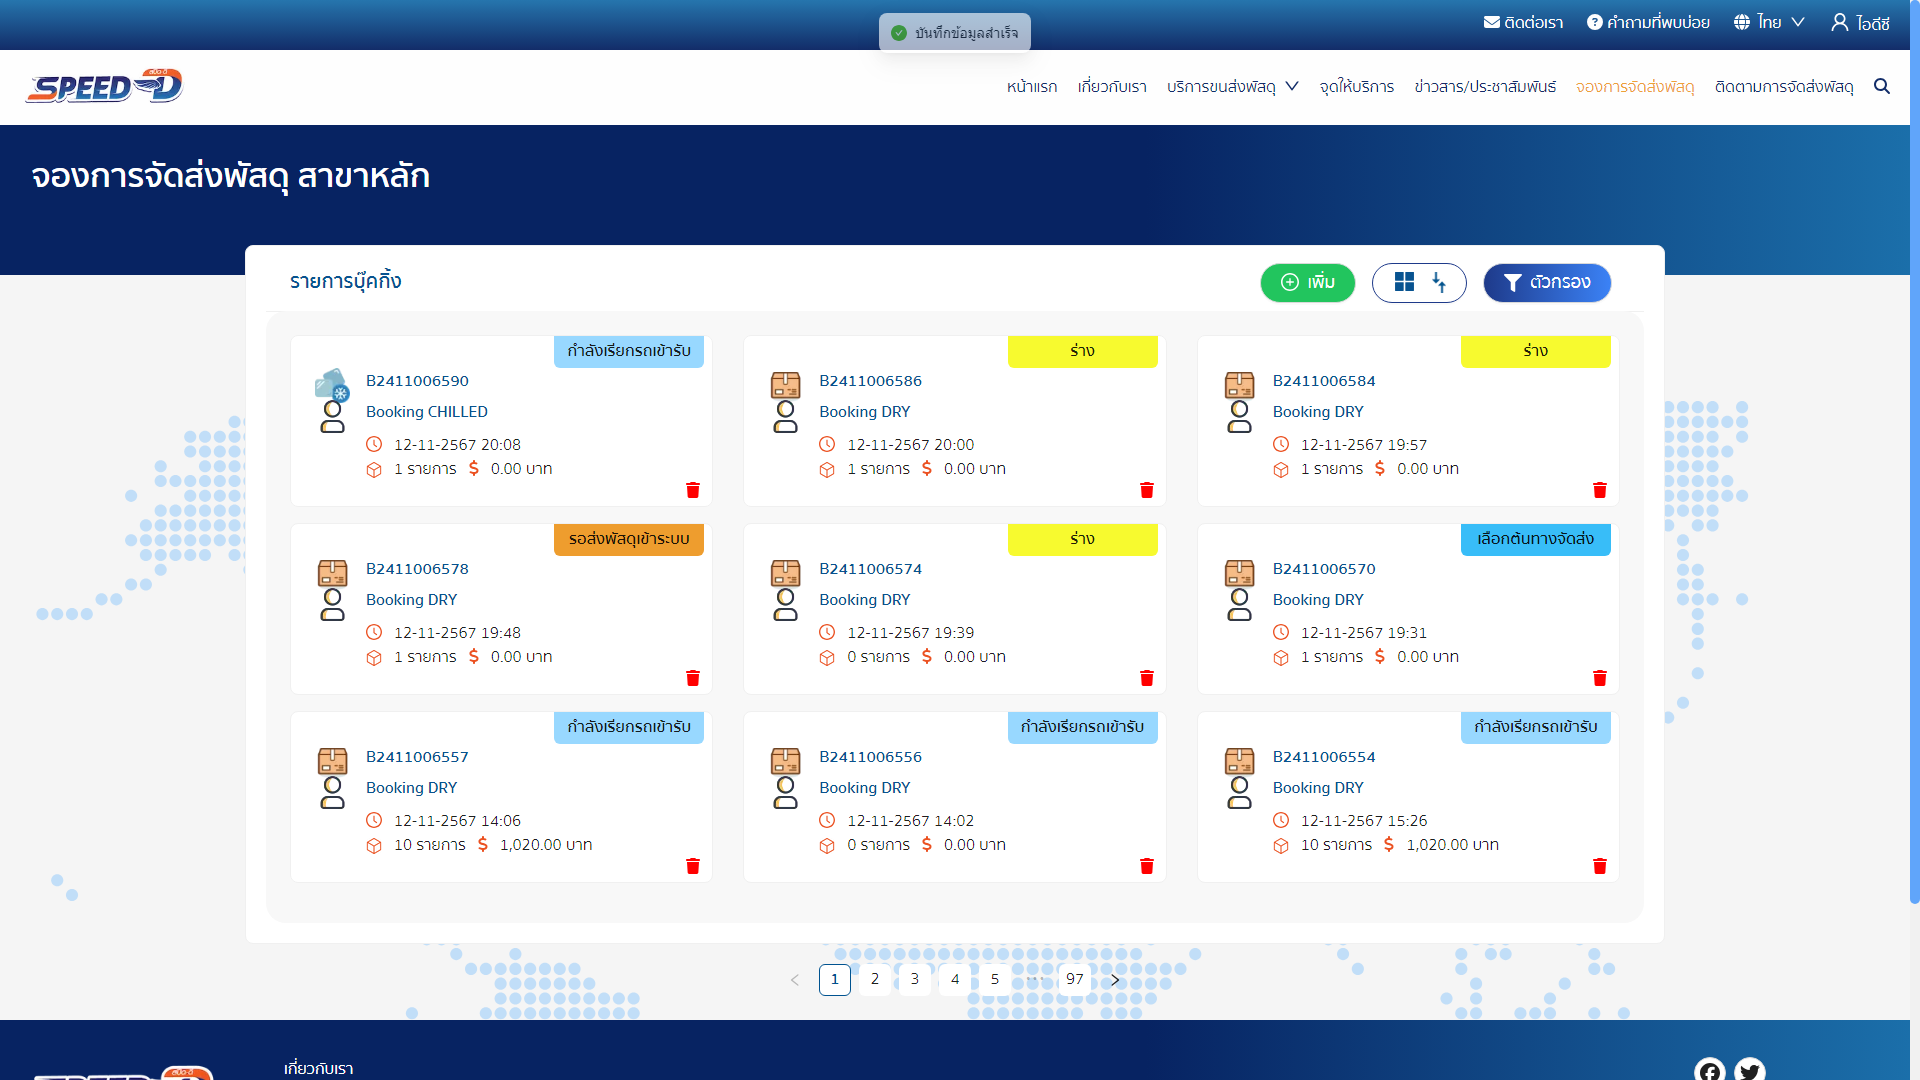 ติดต่อเรา คำถามที่พบบ่อย ไทย ไอดีซี
บันทึกข้อมูลสำเร็จ
SPEED-D สปีด-ดี
หน้าแรก เกี่ยวกับเรา บริการขนส่งพัสดุ จุดให้บริการ ข่าวสาร/ประชาสัมพันธ์ จองการจัดส่งพัสดุ ติดตามการจัดส่งพัสดุ
จองการจัดส่งพัสดุ สาขาหลัก
รายการบุ๊คกิ้ง เพิ่ม ตัวกรอง
กำลังเรียกรถเข้ารับ
B2411006590
Booking CHILLED
12-11-2567 20:08
1 รายการ $ 0.00 บาท
ร่าง
B2411006586
Booking DRY
12-11-2567 20:00
1 รายการ $ 0.00 บาท
ร่าง
B2411006584
Booking DRY
12-11-2567 19:57
1 รายการ $ 0.00 บาท
รอส่งพัสดุเข้าระบบ
B2411006578
Booking DRY
12-11-2567 19:48
1 รายการ $ 0.00 บาท
ร่าง
B2411006574
Booking DRY
12-11-2567 19:39
0 รายการ $ 0.00 บาท
เลือกต้นทางจัดส่ง
B2411006570
Booking DRY
12-11-2567 19:31
1 รายการ $ 0.00 บาท
กำลังเรียกรถเข้ารับ
B2411006557
Booking DRY
12-11-2567 14:06
10 รายการ $ 1,020.00 บาท
กำลังเรียกรถเข้ารับ
B2411006556
Booking DRY
12-11-2567 14:02
0 รายการ $ 0.00 บาท
กำลังเรียกรถเข้ารับ
B2411006554
Booking DRY
12-11-2567 15:26
10 รายการ $ 1,020.00 บาท
< 1 2 3 4 5 ••• 97 >
เกี่ยวกับเรา